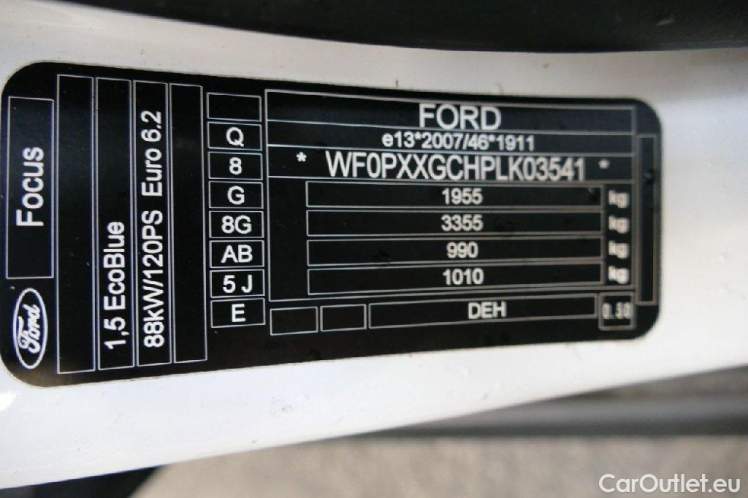 FORD
e13*2007/46*1911
* WF0PXXGCHPLK03541 *
1955 kg
3355 kg
990 kg
1010 kg
DEH 0.50
Q
8
G
8G
AB
5 J
E
Focus
Ford
1,5 EcoBlue
88kW/120PS Euro 6.2
CarOutlet.eu